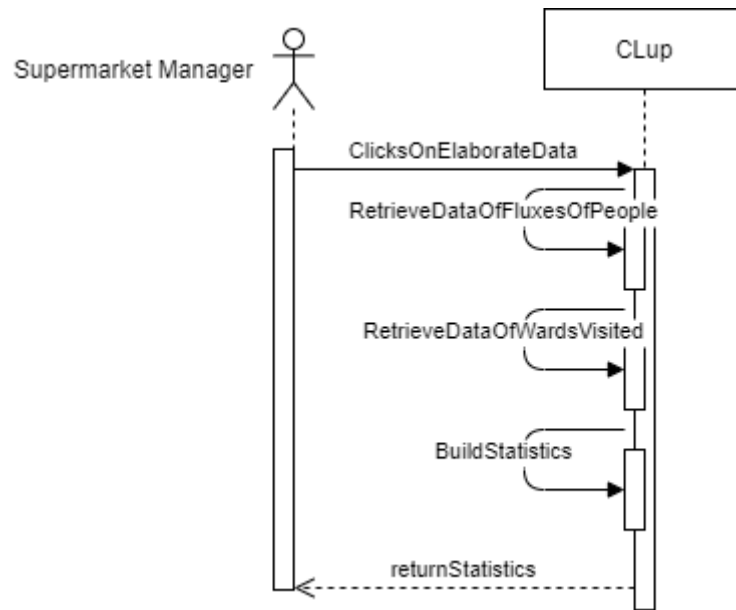 CLup
Supermarket Manager
ClicksOnElaborateData
RetrieveDataOfFluxesOfPeople
RetrieveDataOfWardsVisited
BuildStatistics
returnStatistics